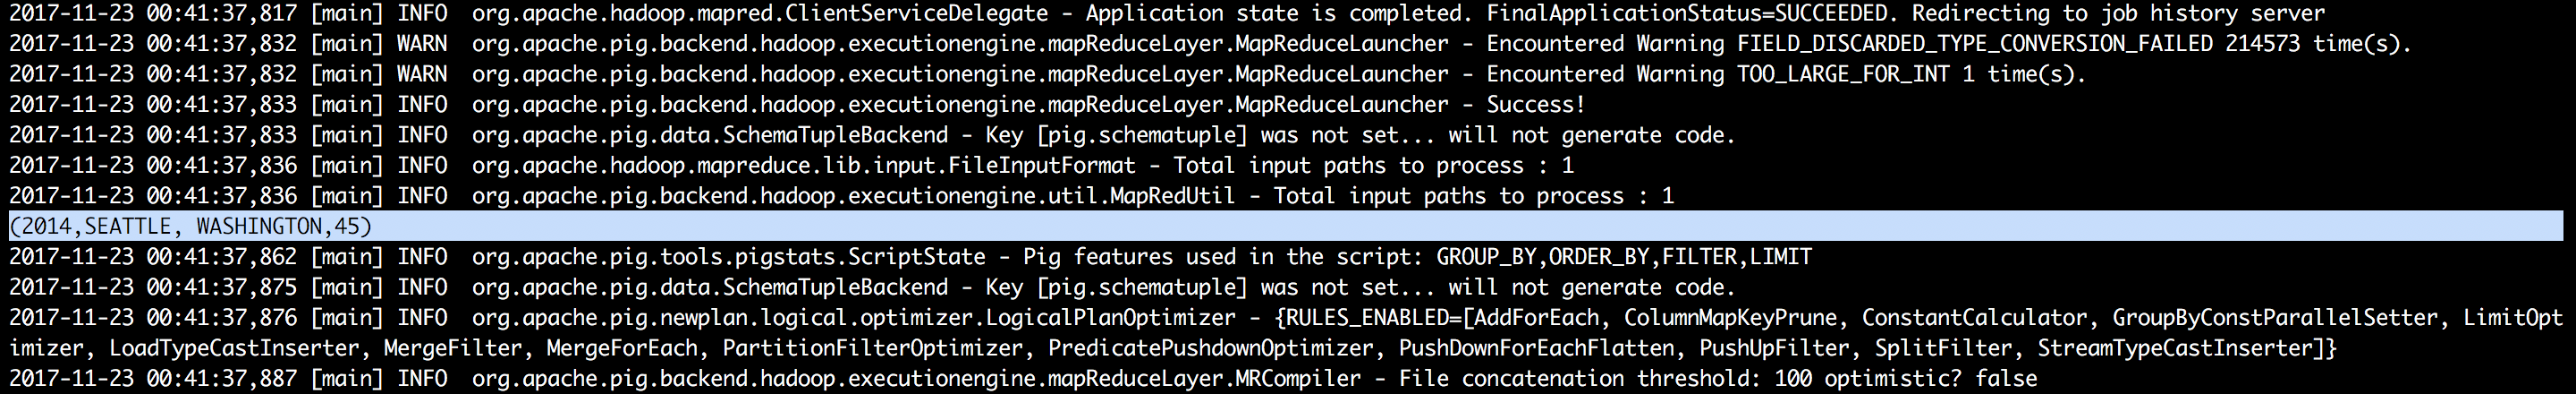 2017-11-23 00:41:37,817 [main] INFO  org.apache.hadoop.mapred.ClientServiceDelegate - Application state is completed. FinalApplicationStatus=SUCCEEDED. Redirecting to job history server
2017-11-23 00:41:37,832 [main] WARN  org.apache.pig.backend.hadoop.executionengine.mapReduceLayer.MapReduceLauncher - Encountered Warning FIELD_DISCARDED_TYPE_CONVERSION_FAILED 214573 time(s).
2017-11-23 00:41:37,832 [main] WARN  org.apache.pig.backend.hadoop.executionengine.mapReduceLayer.MapReduceLauncher - Encountered Warning TOO_LARGE_FOR_INT 1 time(s).
2017-11-23 00:41:37,833 [main] INFO  org.apache.pig.backend.hadoop.executionengine.mapReduceLayer.MapReduceLauncher - Success!
2017-11-23 00:41:37,833 [main] INFO  org.apache.pig.data.SchemaTupleBackend - Key [pig.schematuple] was not set... will not generate code.
2017-11-23 00:41:37,836 [main] INFO  org.apache.hadoop.mapreduce.lib.input.FileInputFormat - Total input paths to process : 1
2017-11-23 00:41:37,836 [main] INFO  org.apache.pig.backend.hadoop.executionengine.util.MapRedUtil - Total input paths to process : 1
(2014,SEATTLE, WASHINGTON,45)
2017-11-23 00:41:37,862 [main] INFO  org.apache.pig.tools.pigstats.ScriptState - Pig features used in the script: GROUP_BY,ORDER_BY,FILTER,LIMIT
2017-11-23 00:41:37,875 [main] INFO  org.apache.pig.data.SchemaTupleBackend - Key [pig.schematuple] was not set... will not generate code.
2017-11-23 00:41:37,876 [main] INFO  org.apache.pig.newplan.logical.optimizer.LogicalPlanOptimizer - {RULES_ENABLED=[AddForEach, ColumnMapKeyPrune, ConstantCalculator, GroupByConstParallelSetter, LimitOpt
imizer, LoadTypeCastInserter, MergeFilter, MergeForEach, PartitionFilterOptimizer, PredicatePushdownOptimizer, PushDownForEachFlatten, PushUpFilter, SplitFilter, StreamTypeCastInserter]}
2017-11-23 00:41:37,887 [main] INFO  org.apache.pig.backend.hadoop.executionengine.mapReduceLayer.MRCompiler - File concatenation threshold: 100 optimistic? false